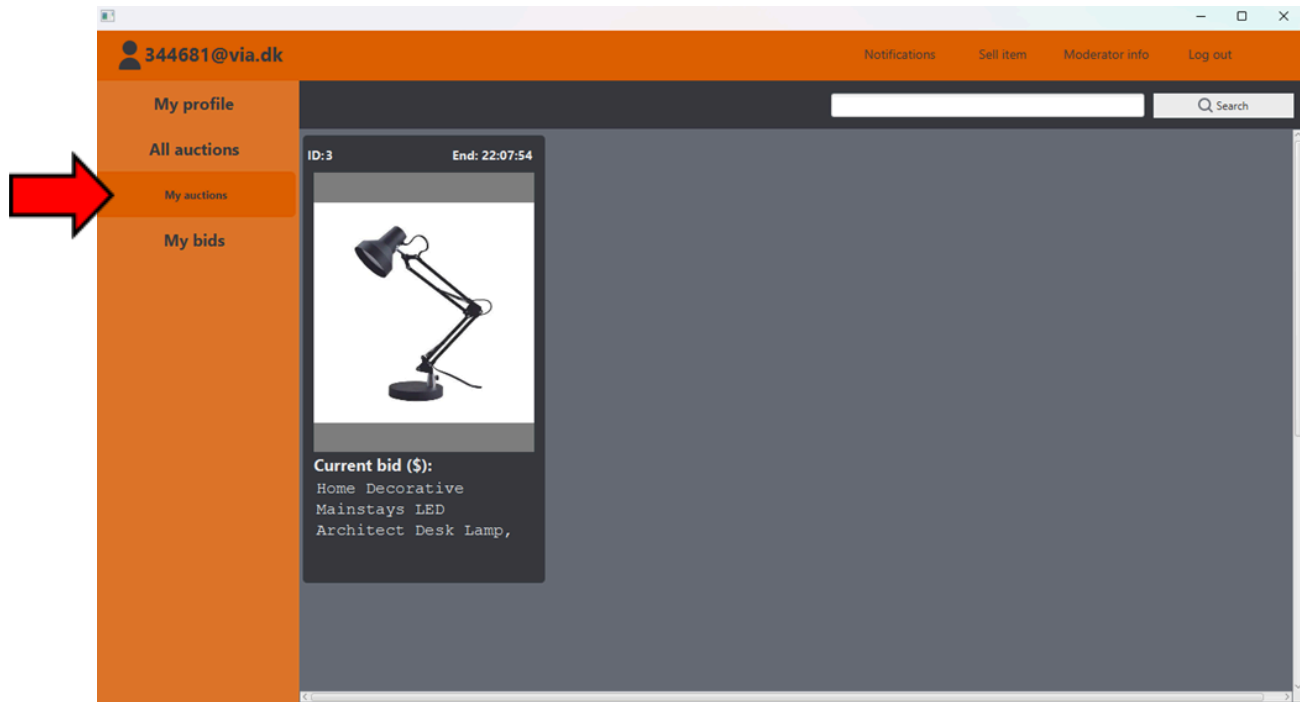 344681@via.dk
Notifications Sell item Moderator info Log out
My profile
All auctions
My auctions
My bids
Search
ID:3 End: 22:07:54
Current bid ($):
Home Decorative
Mainstays LED
Architect Desk Lamp,